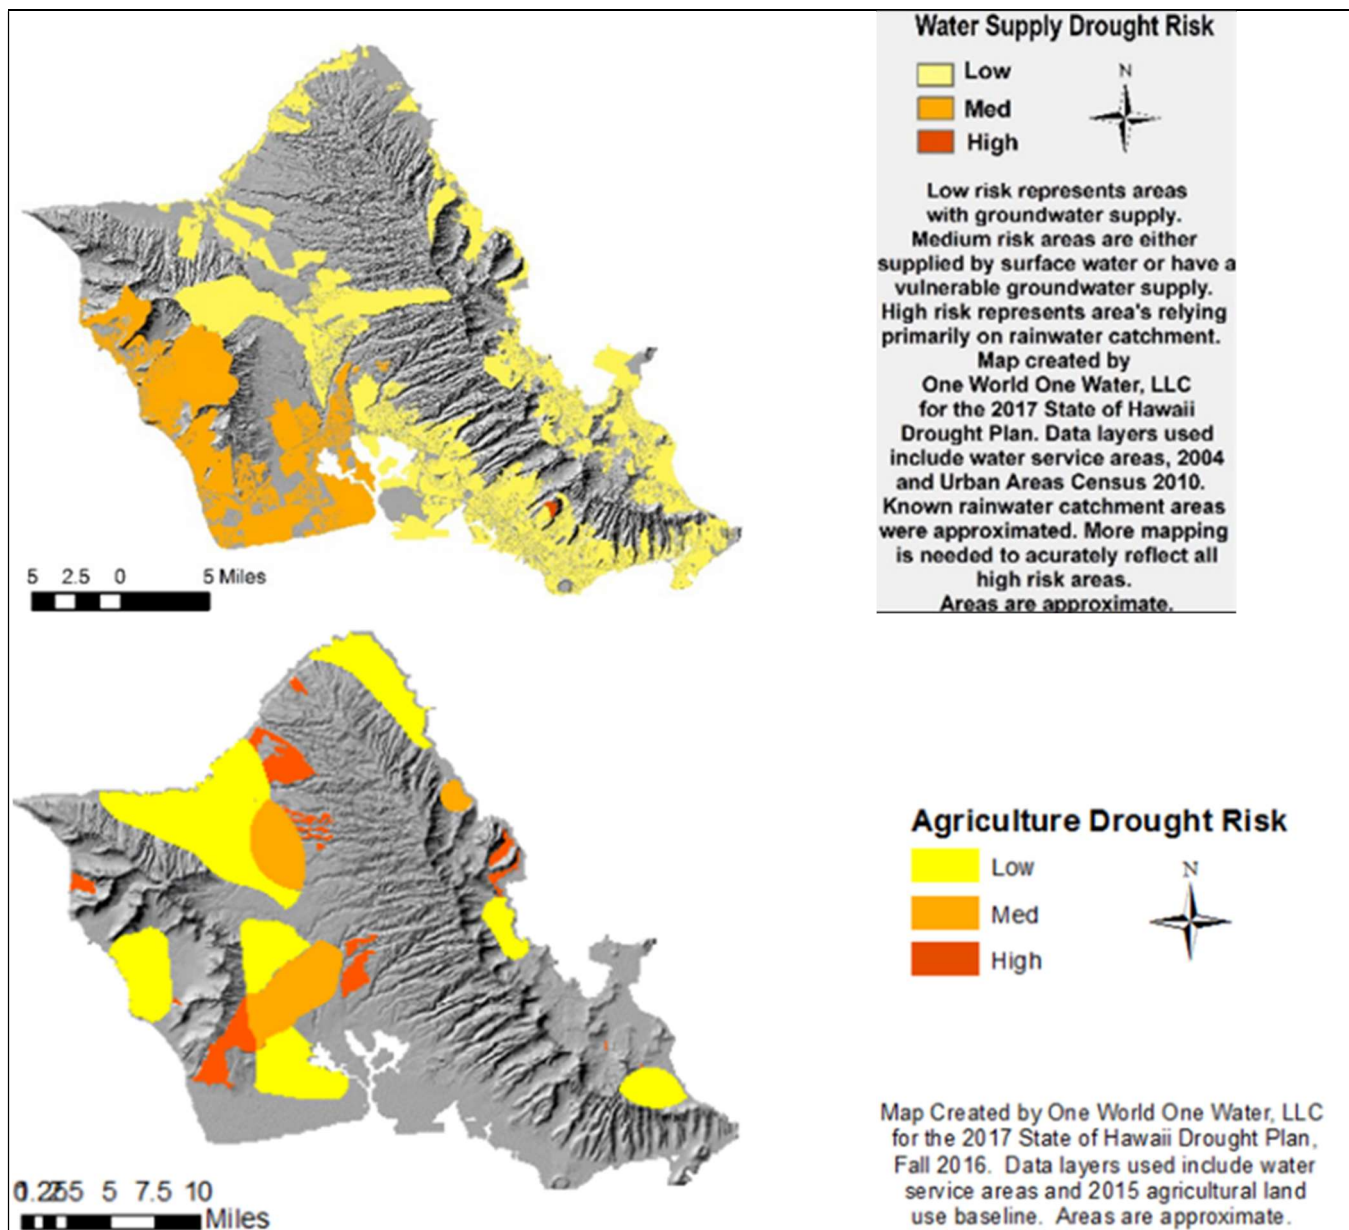 Water Supply Drought Risk
Low
Med
High
N
Low risk represents areas
with groundwater supply.
Medium risk areas are either
supplied by surface water or have a
vulnerable groundwater supply.
High risk represents area's relying
primarily on rainwater catchment.
Map created by
One World One Water, LLC
for the 2017 State of Hawaii
Drought Plan. Data layers used
include water service areas, 2004
and Urban Areas Census 2010.
Known rainwater catchment areas
were approximated. More mapping
is needed to acurately reflect all
high risk areas.
Areas are approximate.
5 2.5 0 5 Miles
Agriculture Drought Risk
Low
Med
High
N
Map Created by One World One Water, LLC
for the 2017 State of Hawaii Drought Plan,
Fall 2016. Data layers used include water
service areas and 2015 agricultural land
use baseline. Areas are approximate.
5 7.5 10
Miles